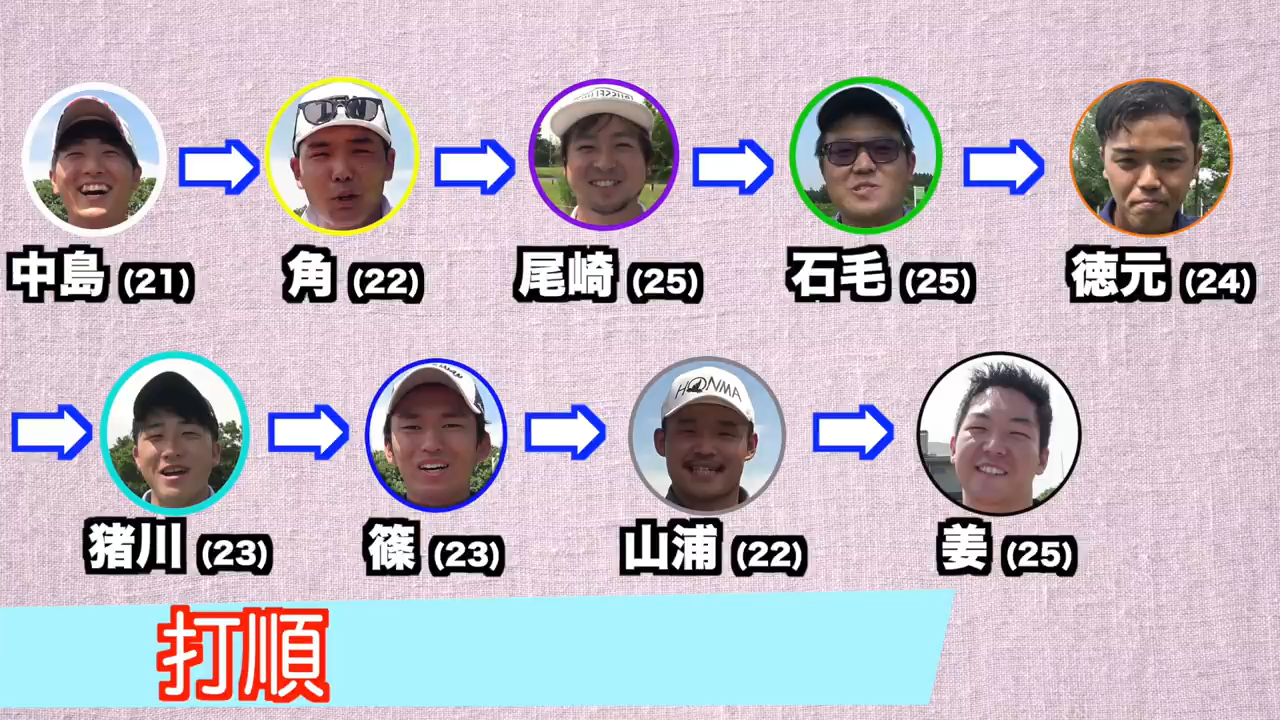 中島 (21) 角 (22) 尾崎 (25) 石毛 (25) 徳元 (24)
HONMA
猪川 (23) 篠 (23) 山浦 (22) 姜 (25)
打順